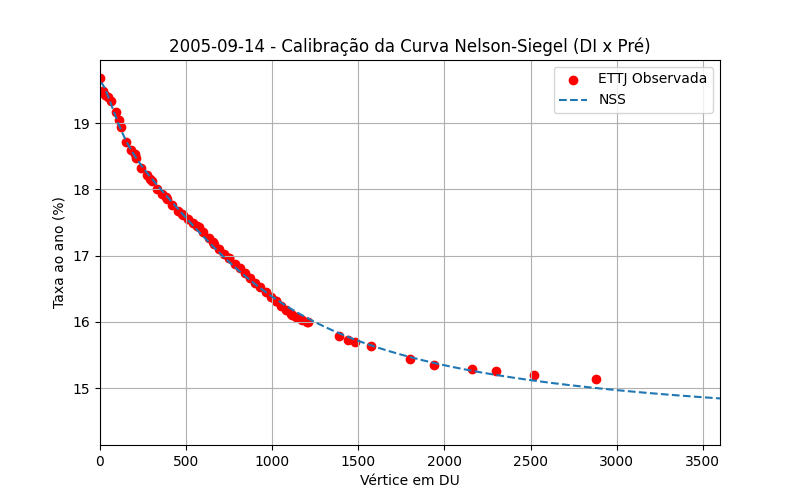 2005-09-14 - Calibração da Curva Nelson-Siegel (DI x Pré)
ETTJ Observada
NSS
Taxa ao ano (%)
19
18
17
16
15
0 500 1000 1500 2000 2500 3000 3500
Vértice em DU